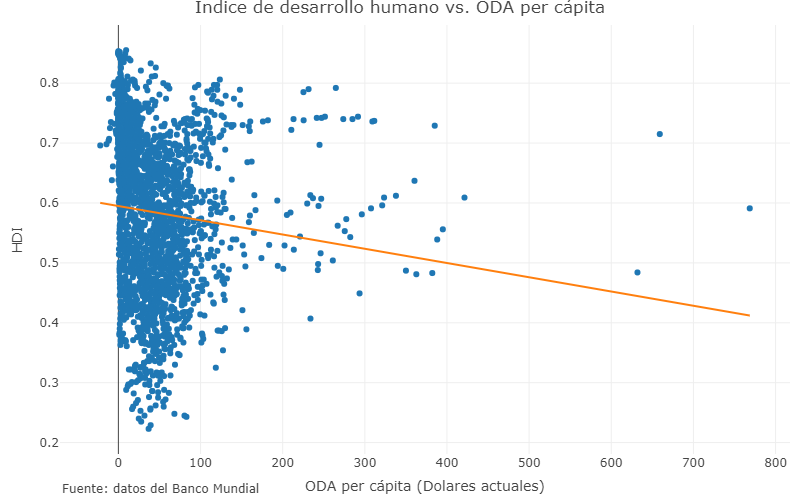 Índice de desarrollo humano vs. ODA per cápita
0.8
0.7
0.6
0.5
0.4
0.3
0.2
HDI
0 100 200 300 400 500 600 700 800
ODA per cápita (Dolares actuales)
Fuente: datos del Banco Mundial